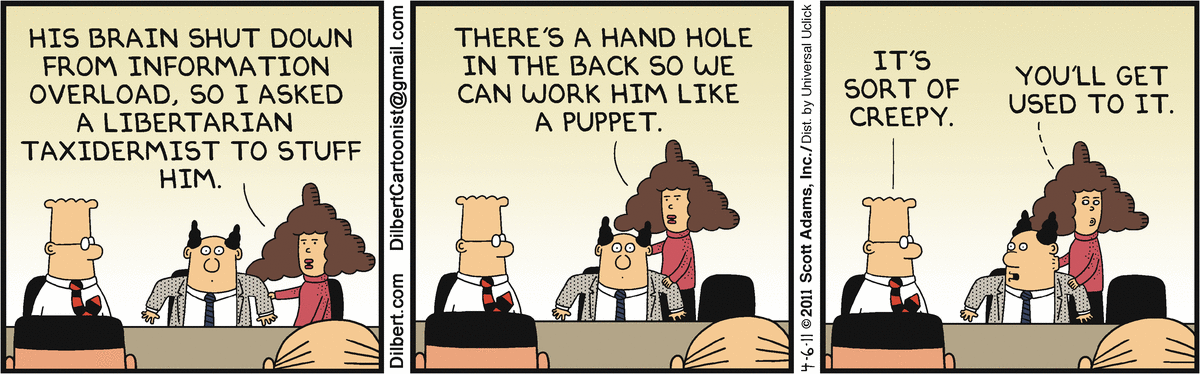 HIS BRAIN SHUT DOWN
FROM INFORMATION
OVERLOAD, SO I ASKED
A LIBERTARIAN
TAXIDERMIST TO STUFF
HIM.
Dilbert.com DilbertCartoonist@gmail.com
THERE'S A HAND HOLE
IN THE BACK SO WE
CAN WORK HIM LIKE
A PUPPET.
4-6-11 ©2011 Scott Adams, Inc./Dist. by Universal Uclick
IT'S
SORT OF
CREEPY.
YOU'LL GET
USED TO IT.